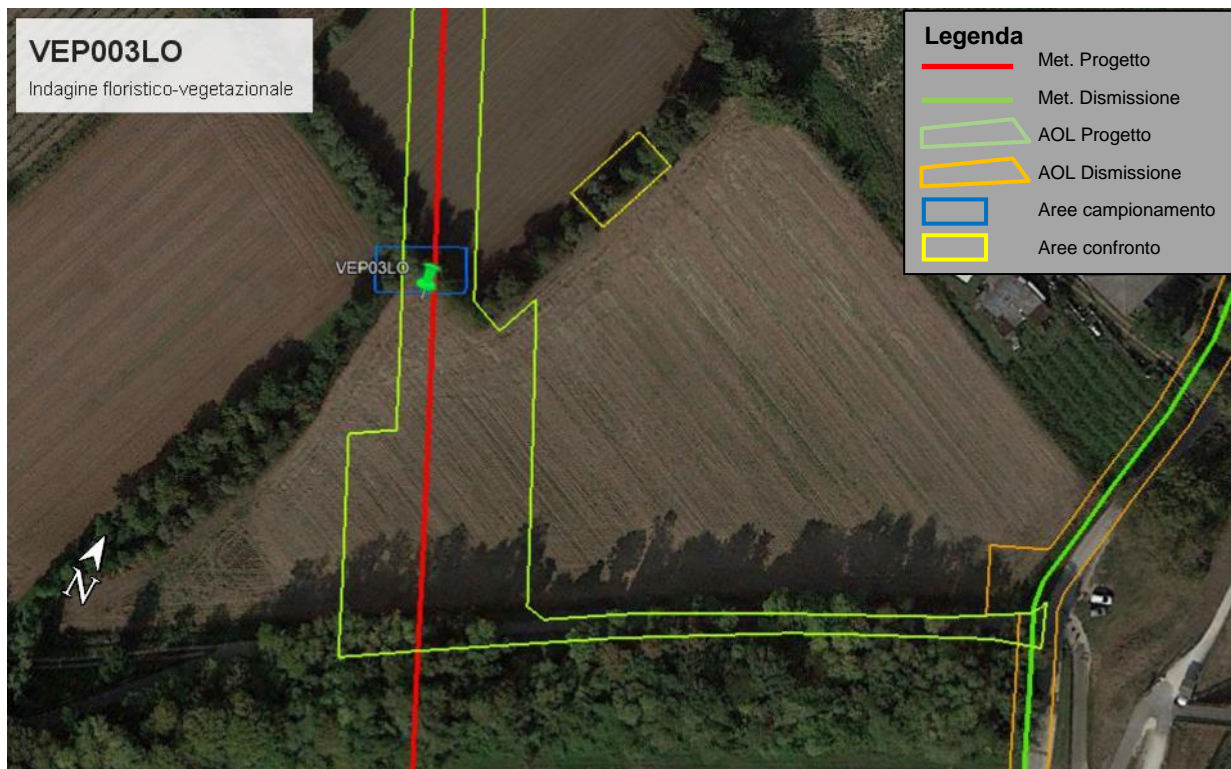 VEP003LO
Indagine floristico-vegetazionale
Legenda
Met. Progetto
Met. Dismissione
AOL Progetto
AOL Dismissione
Aree campionamento
Aree confronto
VEP03LO
N